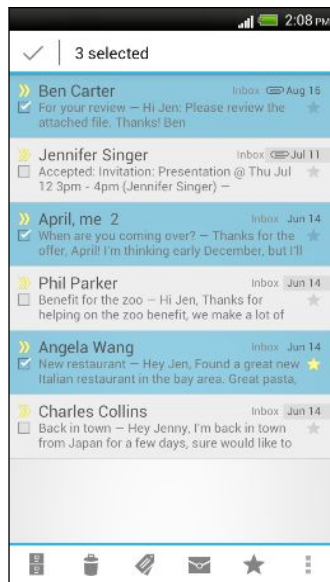 2:08 PM
3 selected
Ben Carter Inbox Aug 16
For your review – Hi Jen: Please review the
attached file. Thanks! Ben
Jennifer Singer Inbox Jul 11
Accepted: Invitation: Presentation @ Thu Jul
12 3pm - 4pm (Jennifer Singer) –
April, me 2 Inbox Jun 14
When are you coming over? – Thanks for the
offer, April! I'm thinking early December, but I'll
Phil Parker Inbox Jun 14
Benefit for the zoo – Hi Jen, Thanks for
helping on the zoo benefit, we make a lot of
Angela Wang Inbox Jun 14
New restaurant – Hey Jen, Found a great new
Italian restaurant in the bay area. Great pasta,
Charles Collins Inbox Jun 14
Back in town – Hey Jenny, I'm back in town
from Japan for a few days, sure would like to